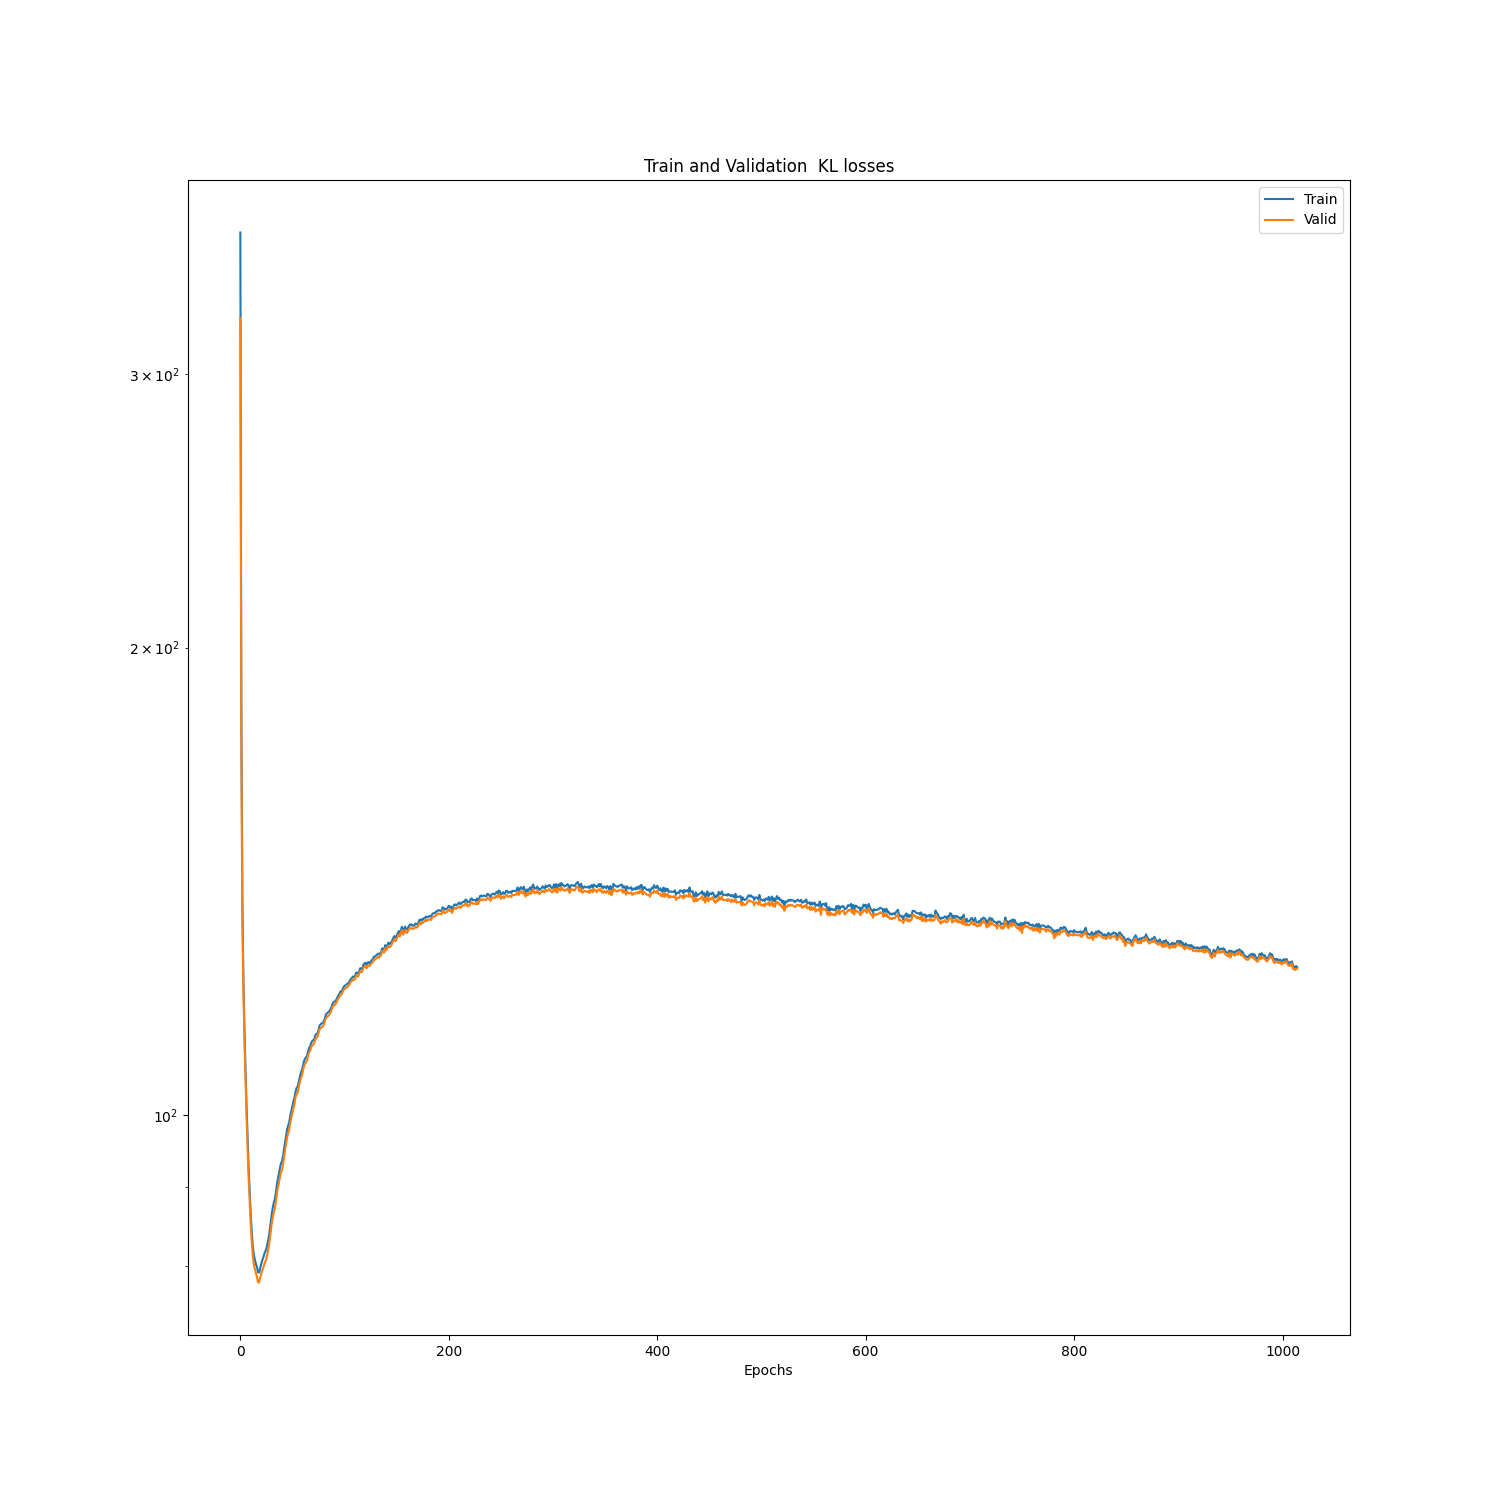 Train and Validation  KL losses
Train
Valid
3 × 10²
2 × 10²
10²
0 200 400 600 800 1000
Epochs